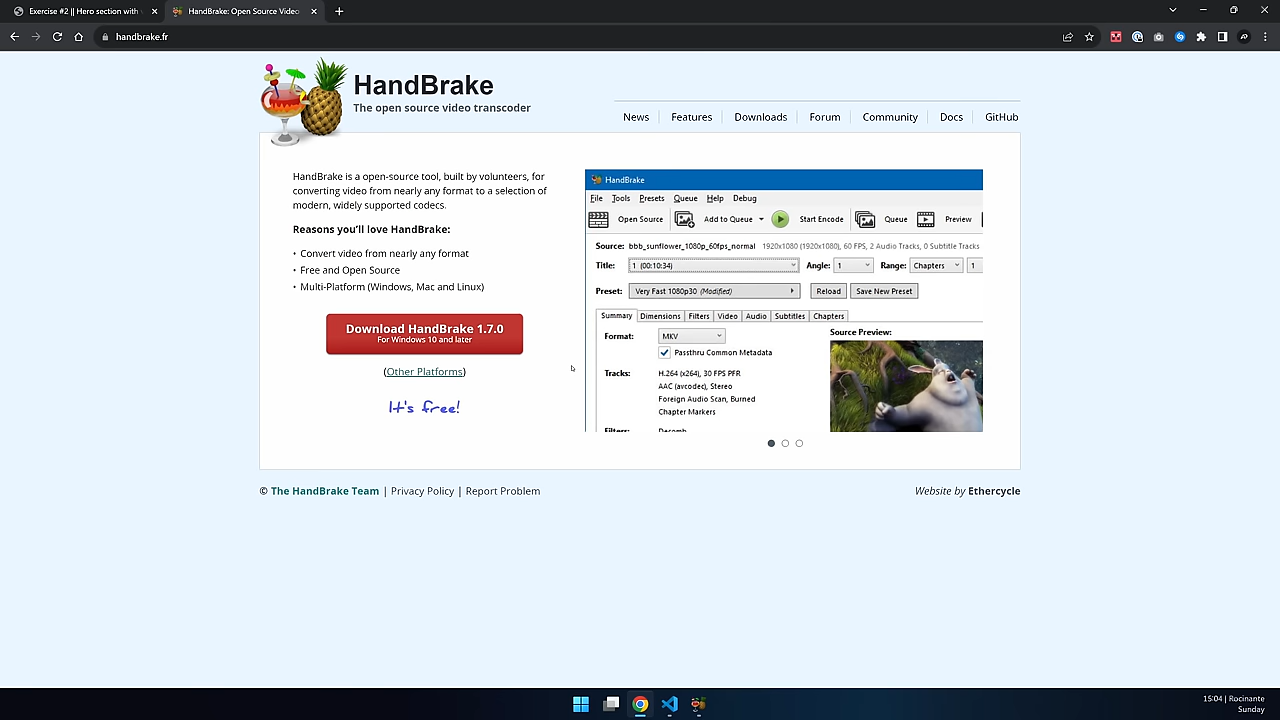 Exercise #2 || Hero section with
HandBrake: Open Source Video
handbrake.fr
HandBrake
The open source video transcoder
News
Features
Downloads
Forum
Community
Docs
GitHub
HandBrake is a open-source tool, built by volunteers, for
converting video from nearly any format to a selection of
modern, widely supported codecs.
Reasons you'll love HandBrake:
• Convert video from nearly any format
• Free and Open Source
• Multi-Platform (Windows, Mac and Linux)
Download HandBrake 1.7.0
For Windows 10 and later
(Other Platforms)
It's free!
HandBrake
File Tools Presets Queue Help Debug
Open Source Add to Queue Start Encode Queue Preview
Source: bbb_sunflower_1080p_60fps_normal 1920x1080 (1920x1080), 60 FPS, 2 Audio Tracks, 0 Subtitle Tracks
Title: 1 (00:10:34) Angle: 1 Range: Chapters 1
Preset: Very Fast 1080p30 (Modified) Reload Save New Preset
Summary Dimensions Filters Video Audio Subtitles Chapters
Format: MKV Source Preview:
Passthru Common Metadata
Tracks: H.264 (x264), 30 FPS PFR
AAC (avcodec), Stereo
Foreign Audio Scan, Burned
Chapter Markers
Filters: Decomb
© The HandBrake Team | Privacy Policy | Report Problem
Website by Ethercycle
15:04 | Rocinante
Sunday